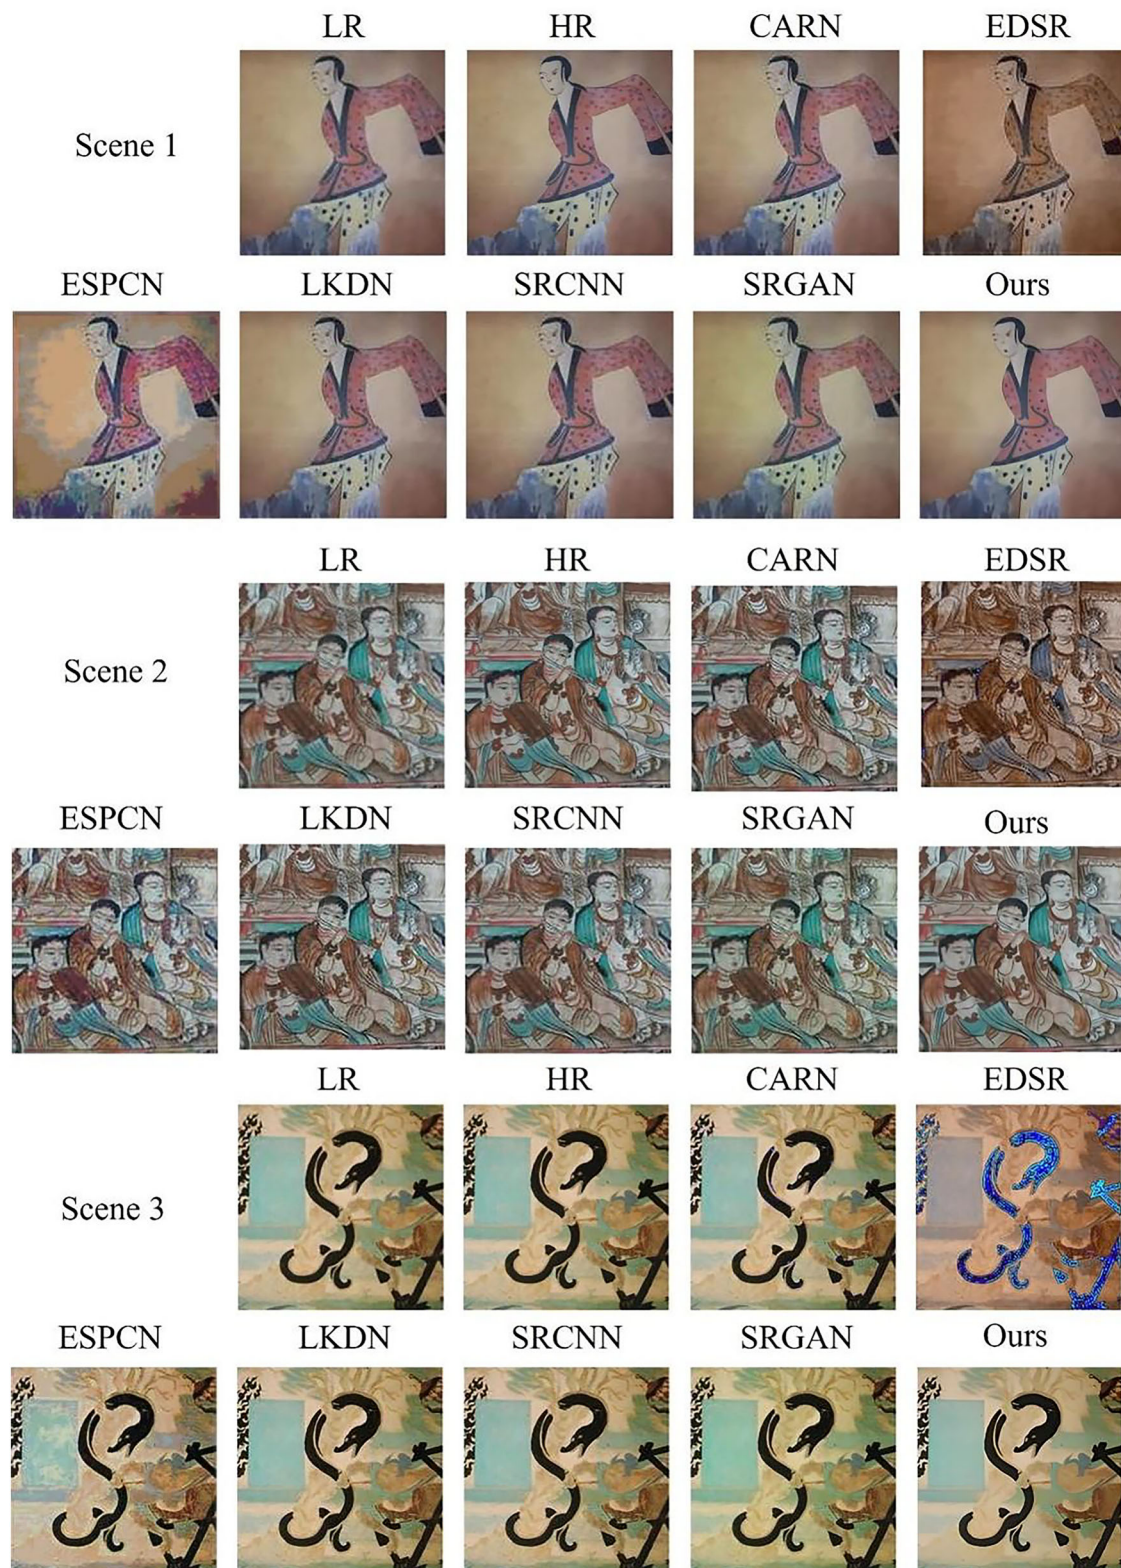 LR HR CARN EDSR
Scene 1
ESPCN LKDN SRCNN SRGAN Ours
LR HR CARN EDSR
Scene 2
ESPCN LKDN SRCNN SRGAN Ours
LR HR CARN EDSR
Scene 3
ESPCN LKDN SRCNN SRGAN Ours